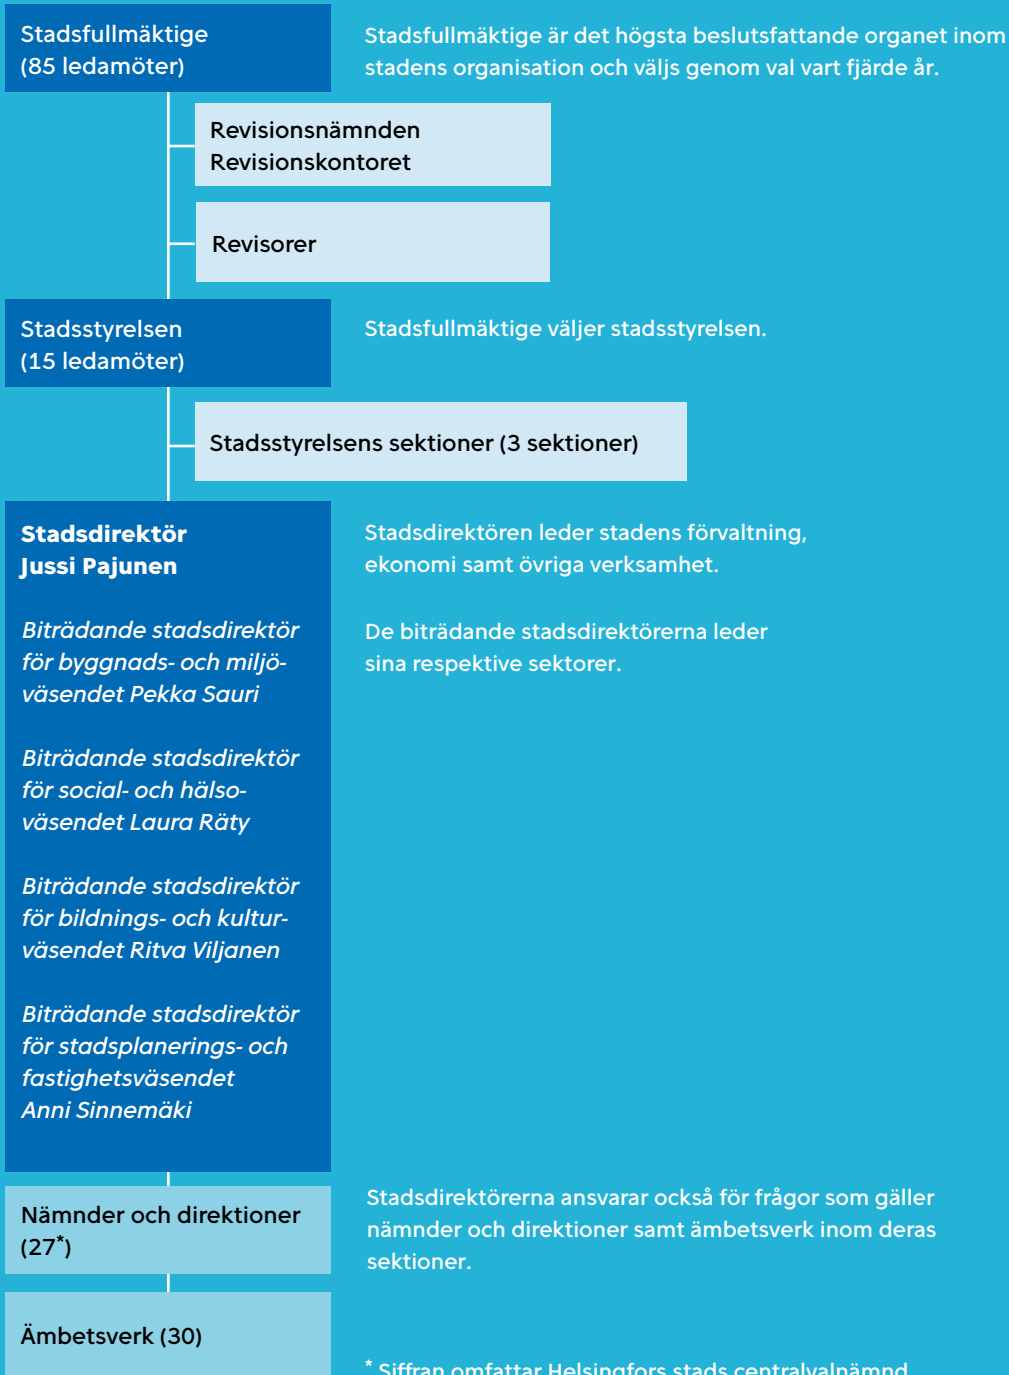 Stadsfullmäktige
(85 ledamöter)
Stadsfullmäktige är det högsta beslutsfattande organet inom
stadens organisation och väljs genom val vart fjärde år.
Revisionsnämnden
Revisionskontoret
Revisorer
Stadsstyrelsen
(15 ledamöter)
Stadsfullmäktige väljer stadsstyrelsen.
Stadsstyrelsens sektioner (3 sektioner)
Stadsdirektör
Jussi Pajunen
Stadsdirektören leder stadens förvaltning,
ekonomi samt övriga verksamhet.
Biträdande stadsdirektör
för byggnads- och miljö-
väsendet Pekka Sauri
De biträdande stadsdirektörerna leder
sina respektive sektorer.
Biträdande stadsdirektör
för social- och hälso-
väsendet Laura Räty
Biträdande stadsdirektör
för bildnings- och kultur-
väsendet Ritva Viljanen
Biträdande stadsdirektör
för stadsplanerings- och
fastighetsväsendet
Anni Sinnemäki
Nämnder och direktioner
(27*)
Stadsdirektörerna ansvarar också för frågor som gäller
nämnder och direktioner samt ämbetsverk inom deras
sektioner.
Ämbetsverk (30)
* Siffran omfattar Helsingfors stads centralvalnämnd